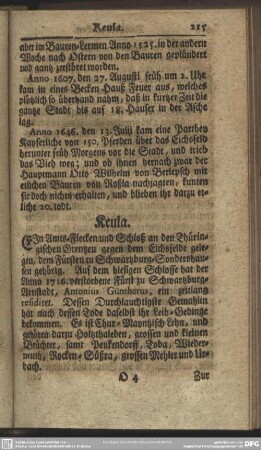 Keula. 215
aber im Bauren-Lermen Anno 1525. in der andern
Woche nach Ostern von den Bauren geplündert
und gantz zerstöhret worden.
Anno 1607. den 27. Augusti früh um 2. Uhr
kam in eines Becken Hauß Feuer aus, welches
plötzlich so überhand nahm, daß in kurtzer Zeit die
gantze Stadt bis auf 18. Häuser in der Asche
lag.
Anno 1646. den 13. Julii kam eine Parthey
Kayserliche von 150. Pferden über das Eichsfeld
herunter früh Morgens vor die Stadt, und trieb
das Vieh weg; und ob ihnen hernach zwar der
Hauptmann Otto Wilhelm von Berlepsch mit
etlichen Bauren von Roßla nachjagten, kunten
sie doch nichts erhalten, und blieben ihr darzu et-
liche 20. todt.
Keula.
EIn Amts-Flecken und Schloß an den Thürin-
gischen Grentzen gegen dem Eichsfelde gele-
gen, dem Fürsten zu Schwartzburg-Sondershau-
sen gehörig. Auf dem hiesigen Schlosse hat der
Anno 1716. verstorbene Fürst zu Schwartzburg-
Arnstadt, Antonius Güntherus, ein zeitlang
residiret. Dessen Durchlauchtigste Gemahlin
hat nach dessen Tode daselbst ihr Leib-Gedinge
bekommen. Es ist Chur-Mayntzisch Lehn, und
gehören darzu Holtzthaleben, grossen und kleinen
Brüchter, samt Peukendorff, Toba, Wieder-
muth, Rocken-Süßra, grossen Mehler und Ur-
bach.
O 4 Zur